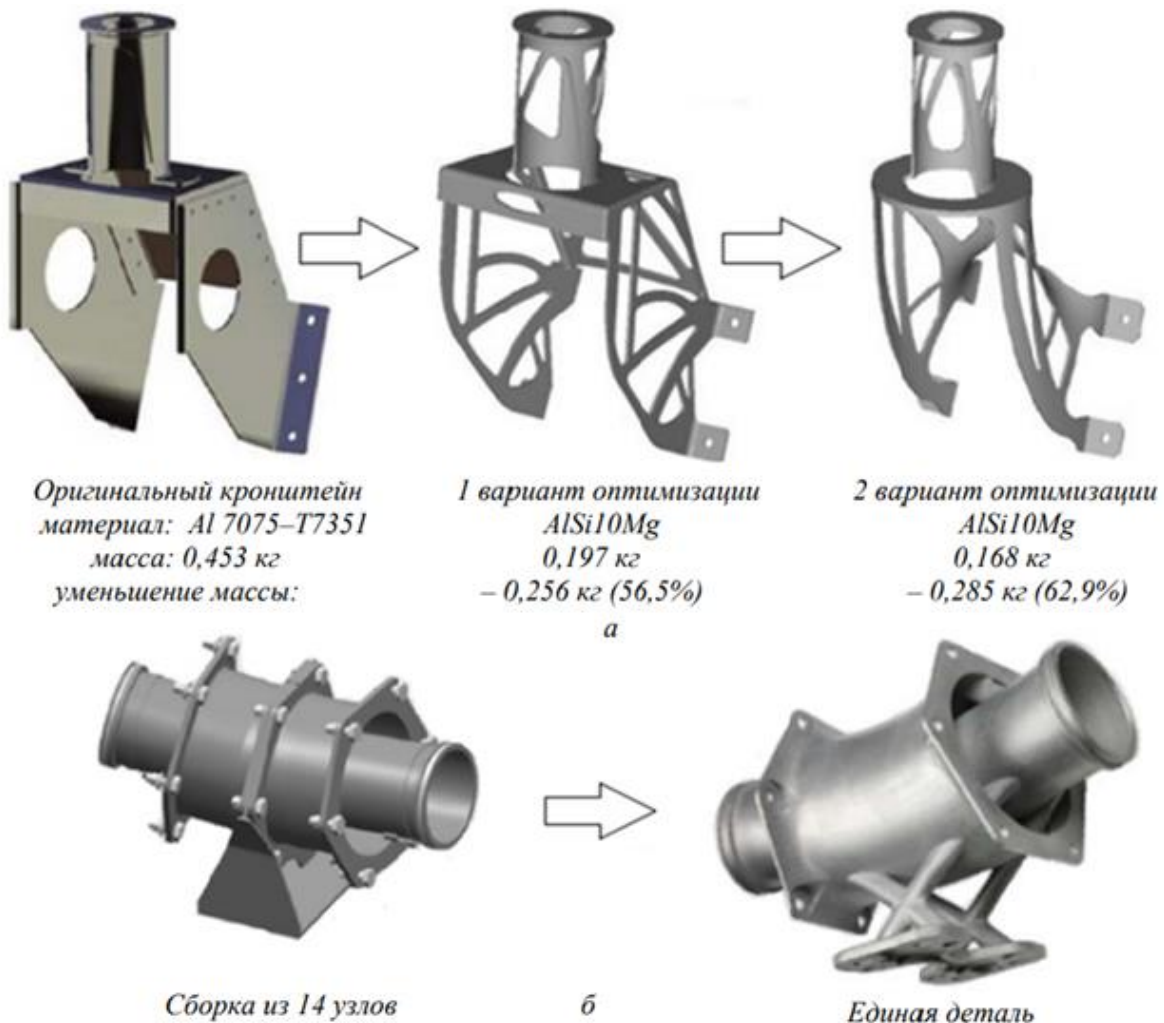 Оригинальный кронштейн
материал: Al 7075–T7351
масса: 0,453 кг
уменьшение массы:
1 вариант оптимизации
AlSi10Mg
0,197 кг
– 0,256 кг (56,5%)
2 вариант оптимизации
AlSi10Mg
0,168 кг
– 0,285 кг (62,9%)
а
Сборка из 14 узлов
б
Единая деталь